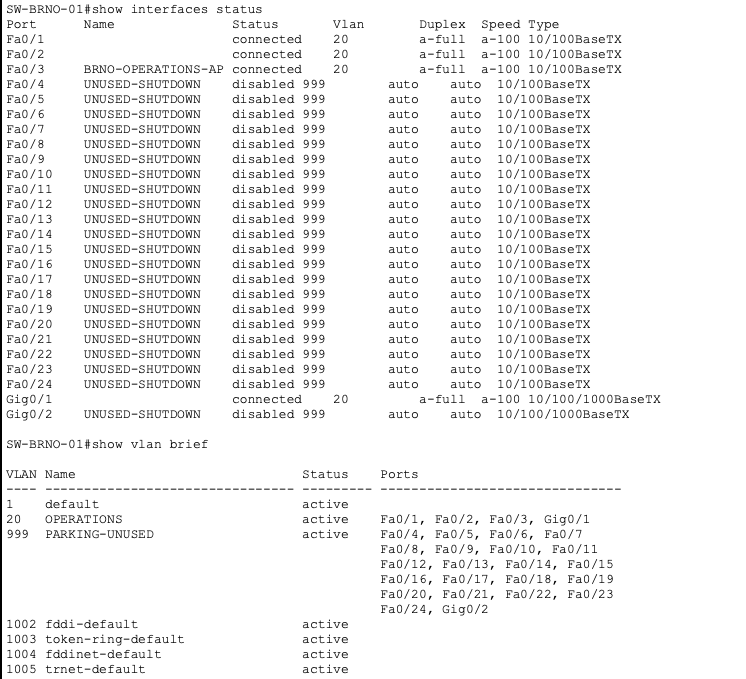 SW-BRNO-01#show interfaces status
Port      Name               Status       Vlan       Duplex  Speed Type
Fa0/1                        connected    20         a-full  a-100 10/100BaseTX
Fa0/2                        connected    20         a-full  a-100 10/100BaseTX
Fa0/3     BRNO-OPERATIONS-AP connected    20         a-full  a-100 10/100BaseTX
Fa0/4     UNUSED-SHUTDOWN    disabled 999        auto    auto  10/100BaseTX
Fa0/5     UNUSED-SHUTDOWN    disabled 999        auto    auto  10/100BaseTX
Fa0/6     UNUSED-SHUTDOWN    disabled 999        auto    auto  10/100BaseTX
Fa0/7     UNUSED-SHUTDOWN    disabled 999        auto    auto  10/100BaseTX
Fa0/8     UNUSED-SHUTDOWN    disabled 999        auto    auto  10/100BaseTX
Fa0/9     UNUSED-SHUTDOWN    disabled 999        auto    auto  10/100BaseTX
Fa0/10    UNUSED-SHUTDOWN    disabled 999        auto    auto  10/100BaseTX
Fa0/11    UNUSED-SHUTDOWN    disabled 999        auto    auto  10/100BaseTX
Fa0/12    UNUSED-SHUTDOWN    disabled 999        auto    auto  10/100BaseTX
Fa0/13    UNUSED-SHUTDOWN    disabled 999        auto    auto  10/100BaseTX
Fa0/14    UNUSED-SHUTDOWN    disabled 999        auto    auto  10/100BaseTX
Fa0/15    UNUSED-SHUTDOWN    disabled 999        auto    auto  10/100BaseTX
Fa0/16    UNUSED-SHUTDOWN    disabled 999        auto    auto  10/100BaseTX
Fa0/17    UNUSED-SHUTDOWN    disabled 999        auto    auto  10/100BaseTX
Fa0/18    UNUSED-SHUTDOWN    disabled 999        auto    auto  10/100BaseTX
Fa0/19    UNUSED-SHUTDOWN    disabled 999        auto    auto  10/100BaseTX
Fa0/20    UNUSED-SHUTDOWN    disabled 999        auto    auto  10/100BaseTX
Fa0/21    UNUSED-SHUTDOWN    disabled 999        auto    auto  10/100BaseTX
Fa0/22    UNUSED-SHUTDOWN    disabled 999        auto    auto  10/100BaseTX
Fa0/23    UNUSED-SHUTDOWN    disabled 999        auto    auto  10/100BaseTX
Fa0/24    UNUSED-SHUTDOWN    disabled 999        auto    auto  10/100BaseTX
Gig0/1                       connected    20         a-full  a-100 10/100/1000BaseTX
Gig0/2    UNUSED-SHUTDOWN    disabled 999        auto    auto  10/100/1000BaseTX
SW-BRNO-01#show vlan brief
VLAN Name                             Status    Ports
---- -------------------------------- --------- -------------------------------
1    default                          active
20   OPERATIONS                       active    Fa0/1, Fa0/2, Fa0/3, Gig0/1
999  PARKING-UNUSED                   active    Fa0/4, Fa0/5, Fa0/6, Fa0/7
                                                Fa0/8, Fa0/9, Fa0/10, Fa0/11
                                                Fa0/12, Fa0/13, Fa0/14, Fa0/15
                                                Fa0/16, Fa0/17, Fa0/18, Fa0/19
                                                Fa0/20, Fa0/21, Fa0/22, Fa0/23
                                                Fa0/24, Gig0/2
1002 fddi-default                     active
1003 token-ring-default               active
1004 fddinet-default                  active
1005 trnet-default                    active